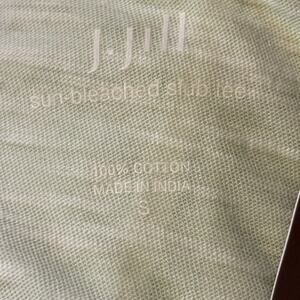 J.Jill
sun-bleached slub tee
100% COTTON
MADE IN INDIA
S